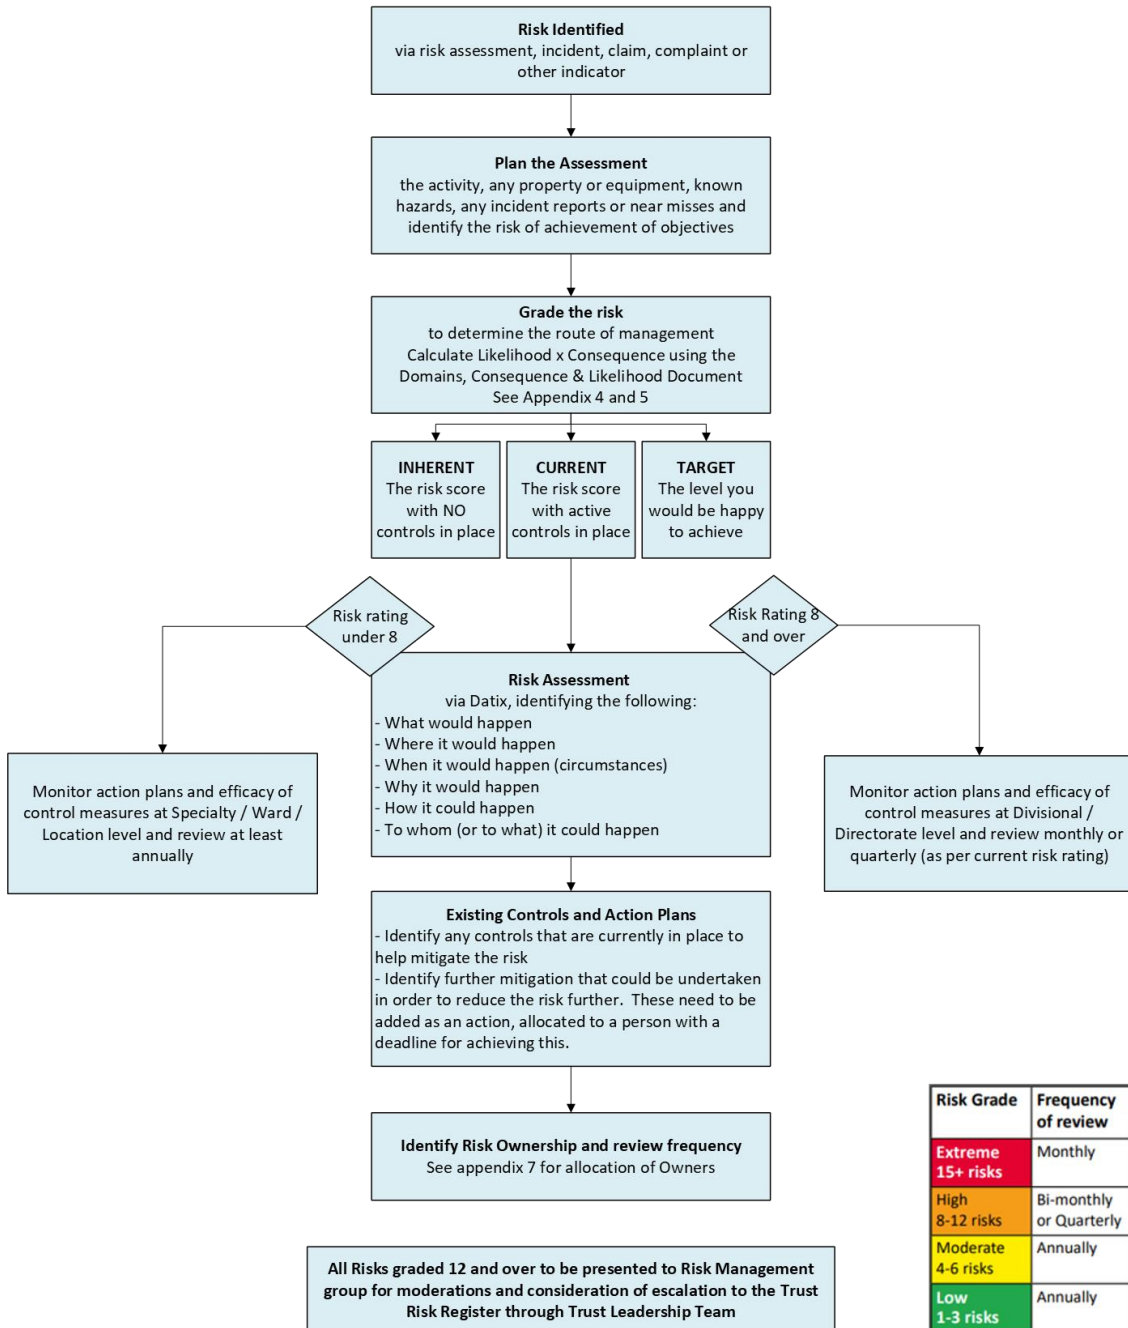 Risk Identified
via risk assessment, incident, claim, complaint or
other indicator
Plan the Assessment
the activity, any property or equipment, known
hazards, any incident reports or near misses and
identify the risk of achievement of objectives
Grade the risk
to determine the route of management
Calculate Likelihood x Consequence using the
Domains, Consequence & Likelihood Document
See Appendix 4 and 5
INHERENT
The risk score
with NO
controls in place
CURRENT
The risk score
with active
controls in place
TARGET
The level you
would be happy
to achieve
Risk rating
under 8
Risk Rating 8
and over
Risk Assessment
via Datix, identifying the following:
- What would happen
- Where it would happen
- When it would happen (circumstances)
- Why it would happen
- How it could happen
- To whom (or to what) it could happen
Monitor action plans and efficacy of
control measures at Specialty / Ward /
Location level and review at least
annually
Monitor action plans and efficacy of
control measures at Divisional /
Directorate level and review monthly or
quarterly (as per current risk rating)
Existing Controls and Action Plans
- Identify any controls that are currently in place to
help mitigate the risk
- Identify further mitigation that could be undertaken
in order to reduce the risk further.  These need to be
added as an action, allocated to a person with a
deadline for achieving this.
Identify Risk Ownership and review frequency
See appendix 7 for allocation of Owners
All Risks graded 12 and over to be presented to Risk Management
group for moderations and consideration of escalation to the Trust
Risk Register through Trust Leadership Team
Risk Grade
Frequency
of review
Extreme
15+ risks
Monthly
High
8-12 risks
Bi-monthly
or Quarterly
Moderate
4-6 risks
Annually
Low
1-3 risks
Annually